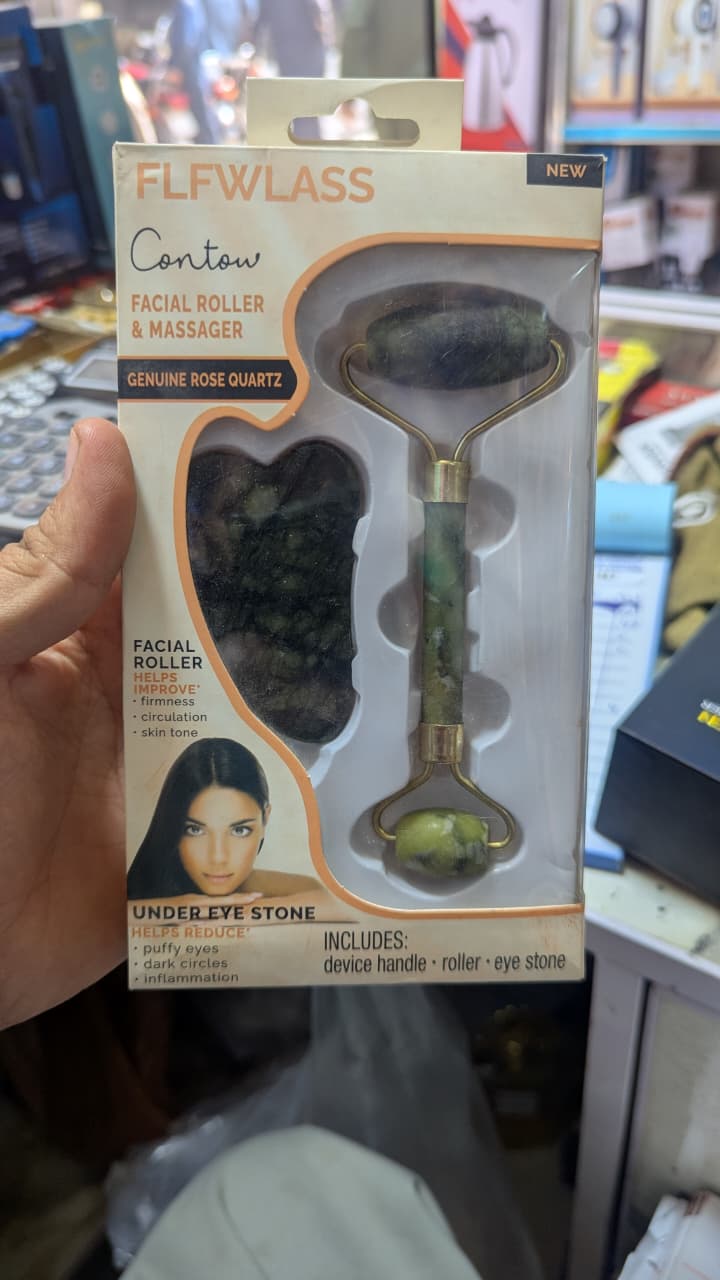 FLFWLASS
NEW
Contour
FACIAL ROLLER
& MASSAGER
GENUINE ROSE QUARTZ
FACIAL
ROLLER
HELPS
IMPROVE*
• firmness
• circulation
• skin tone
UNDER EYE STONE
HELPS REDUCE*
• puffy eyes
• dark circles
• inflammation
INCLUDES:
device handle • roller • eye stone